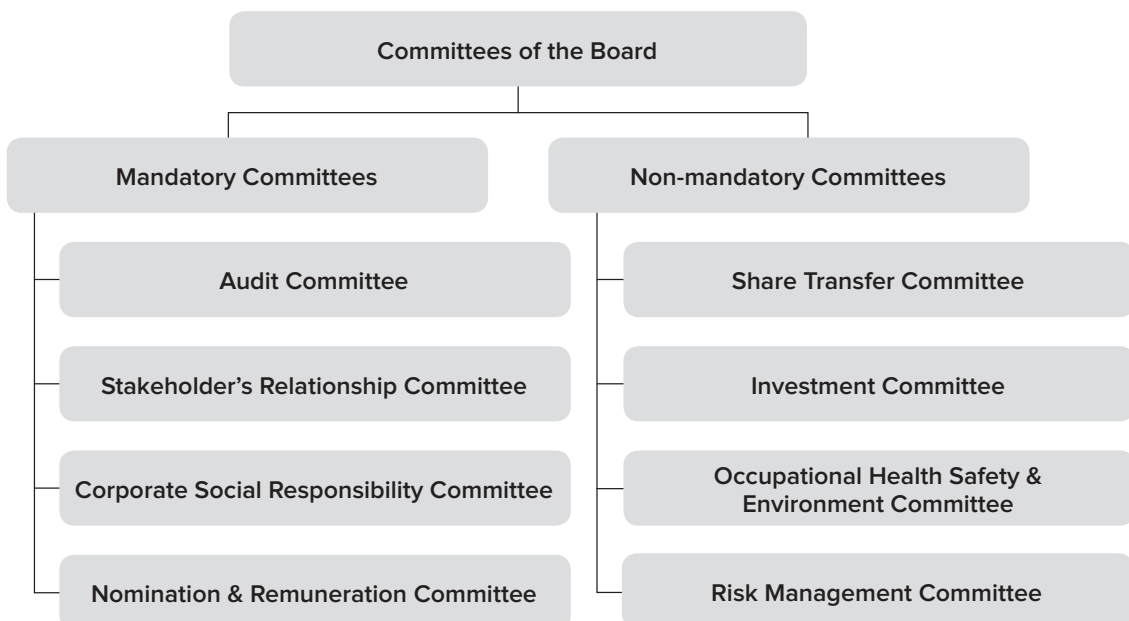 Committees of the Board
Mandatory Committees
Audit Committee
Stakeholder's Relationship Committee
Corporate Social Responsibility Committee
Nomination & Remuneration Committee
Non-mandatory Committees
Share Transfer Committee
Investment Committee
Occupational Health Safety &
Environment Committee
Risk Management Committee